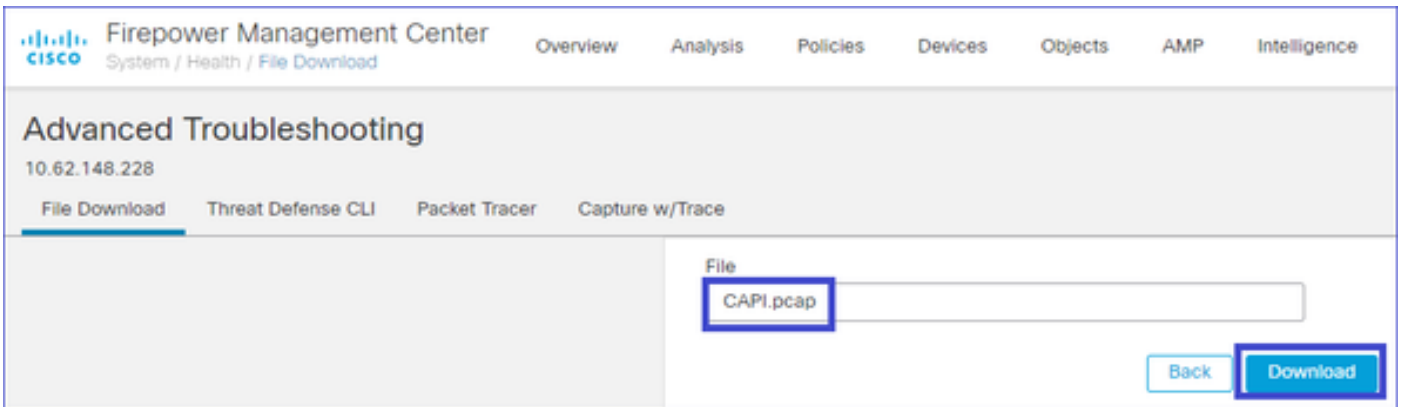 CISCO
Firepower Management Center
System / Health / File Download
Overview Analysis Policies Devices Objects AMP Intelligence
Advanced Troubleshooting
10.62.148.228
File Download Threat Defense CLI Packet Tracer Capture w/Trace
File
CAPI.pcap
Back Download